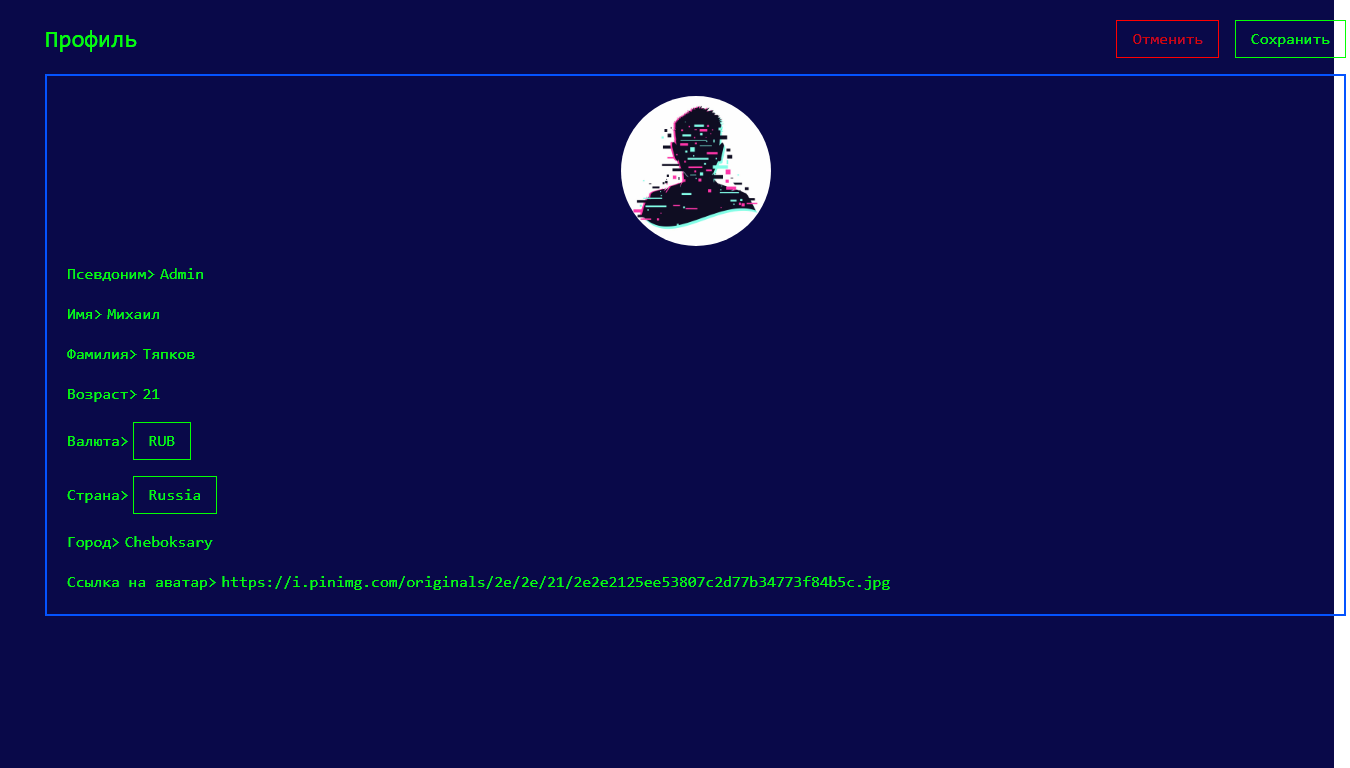 Профиль
Отменить
Сохранить
Псевдоним> Admin
Имя> Михаил
Фамилия> Тяпков
Возраст> 21
Валюта> RUB
Страна> Russia
Город> Cheboksary
Ссылка на аватар> https://i.pinimg.com/originals/2e/2e/21/2e2e2125ee53807c2d77b34773f84b5c.jpg